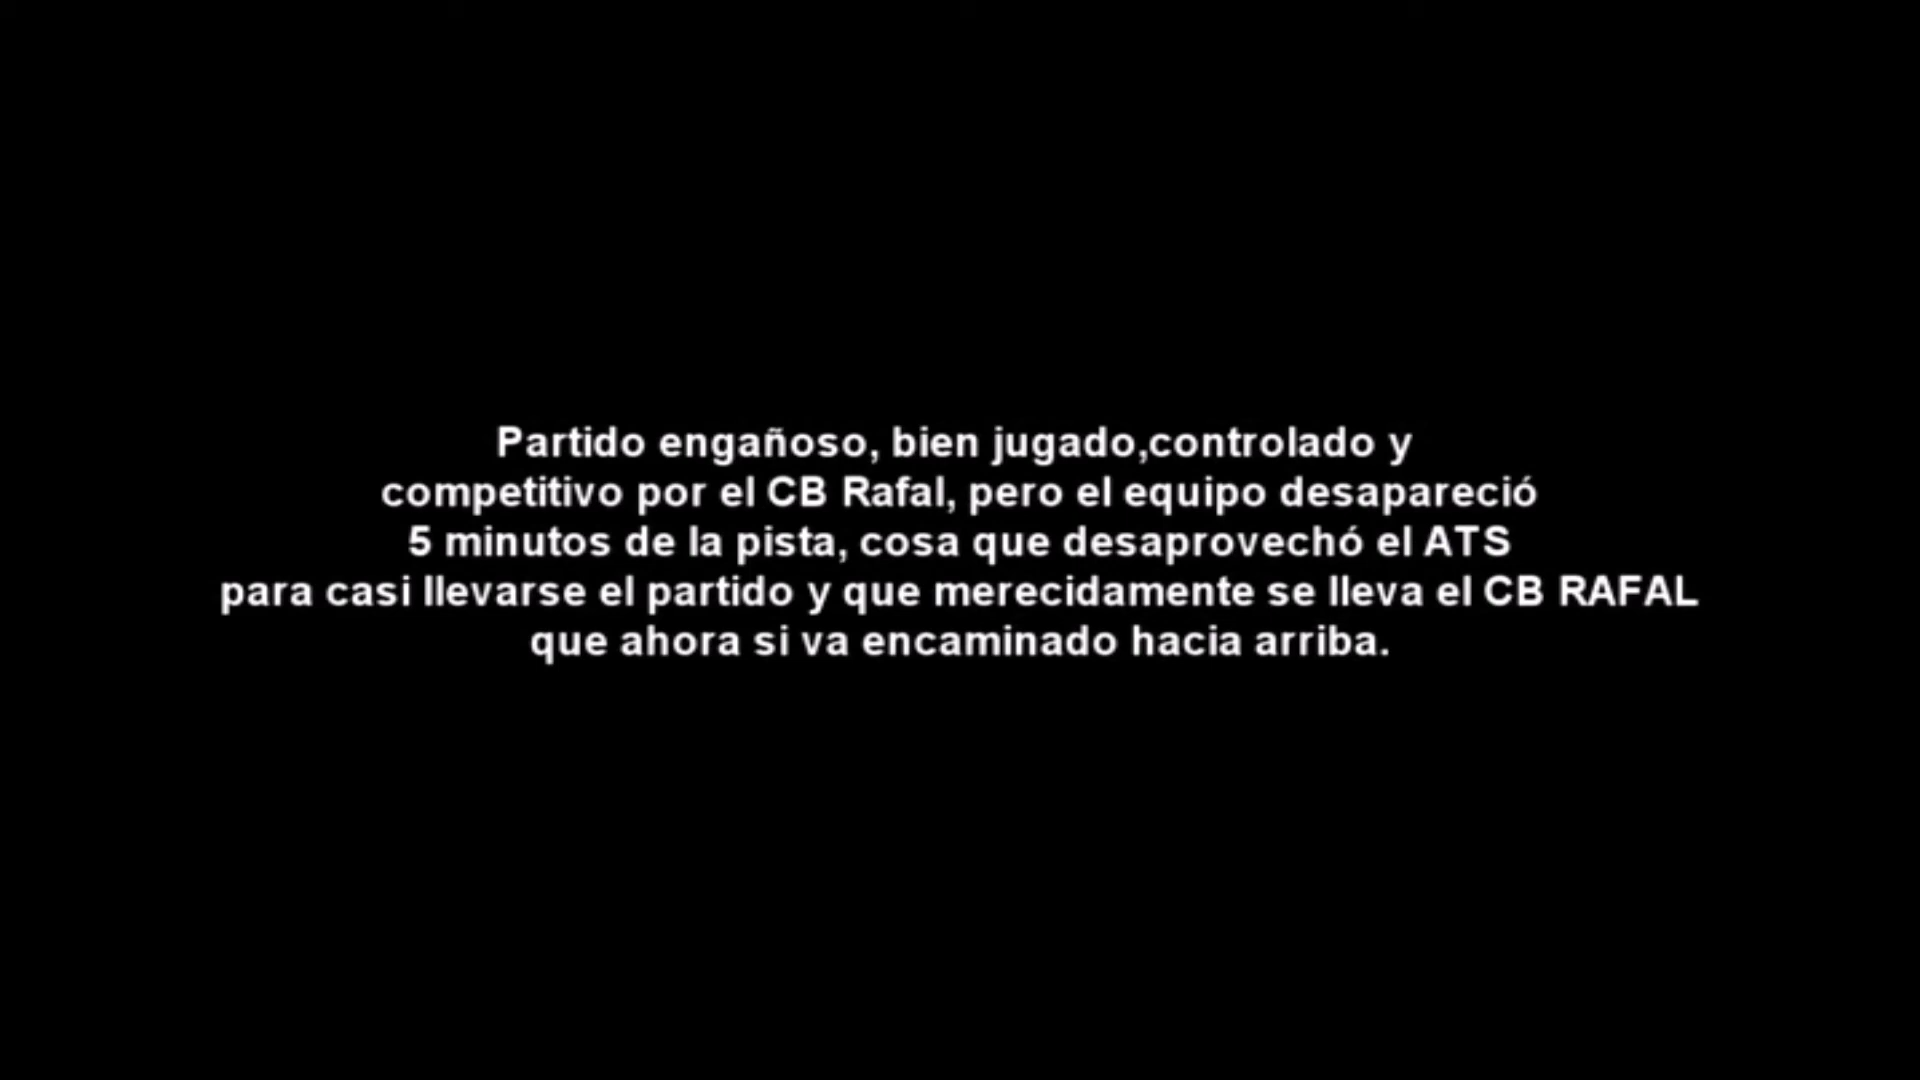 Partido engañoso, bien jugado,controlado y
competitivo por el CB Rafal, pero el equipo desapareció
5 minutos de la pista, cosa que desaprovechó el ATS
para casi llevarse el partido y que merecidamente se lleva el CB RAFAL
que ahora si va encaminado hacia arriba.